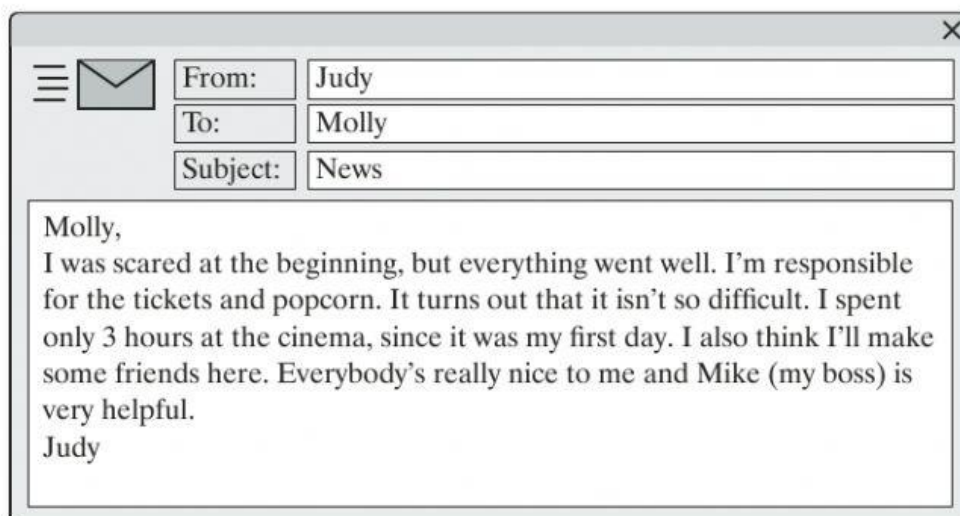 From: Judy
To: Molly
Subject: News
Molly,
I was scared at the beginning, but everything went well. I’m responsible
for the tickets and popcorn. It turns out that it isn’t so difficult. I spent
only 3 hours at the cinema, since it was my first day. I also think I’ll make
some friends here. Everybody’s really nice to me and Mike (my boss) is
very helpful.
Judy